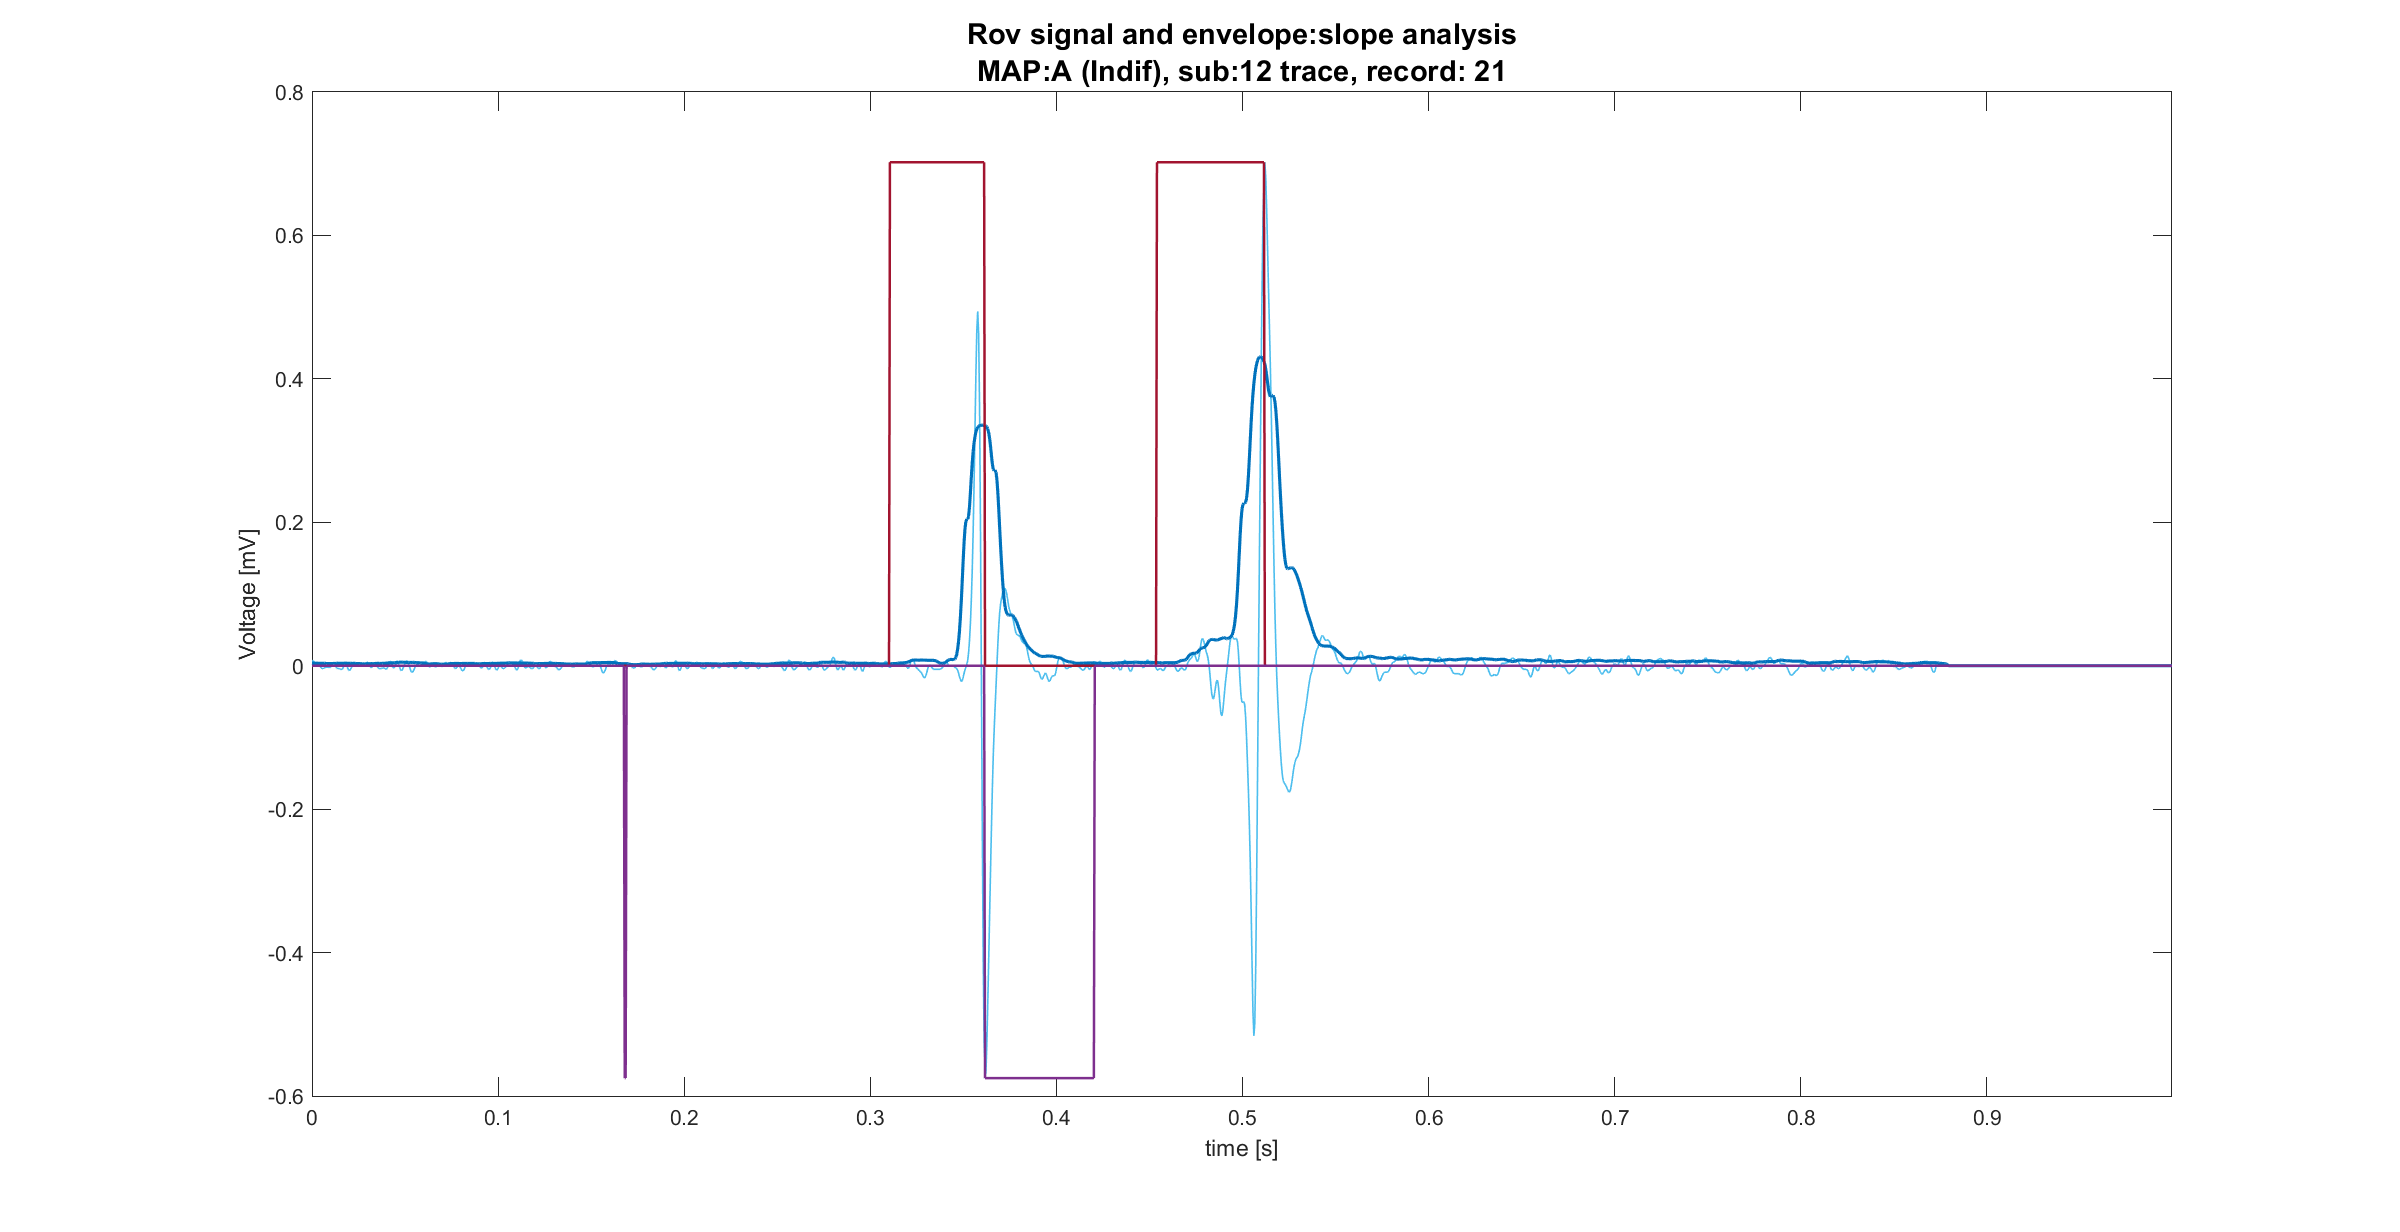 Rov signal and envelope:slope analysis
MAP:A (Indif), sub:12 trace, record: 21
0.8
0.6
0.4
0.2
0
-0.2
-0.4
-0.6
Voltage [mV]
0 0.1 0.2 0.3 0.4 0.5 0.6 0.7 0.8 0.9
time [s]